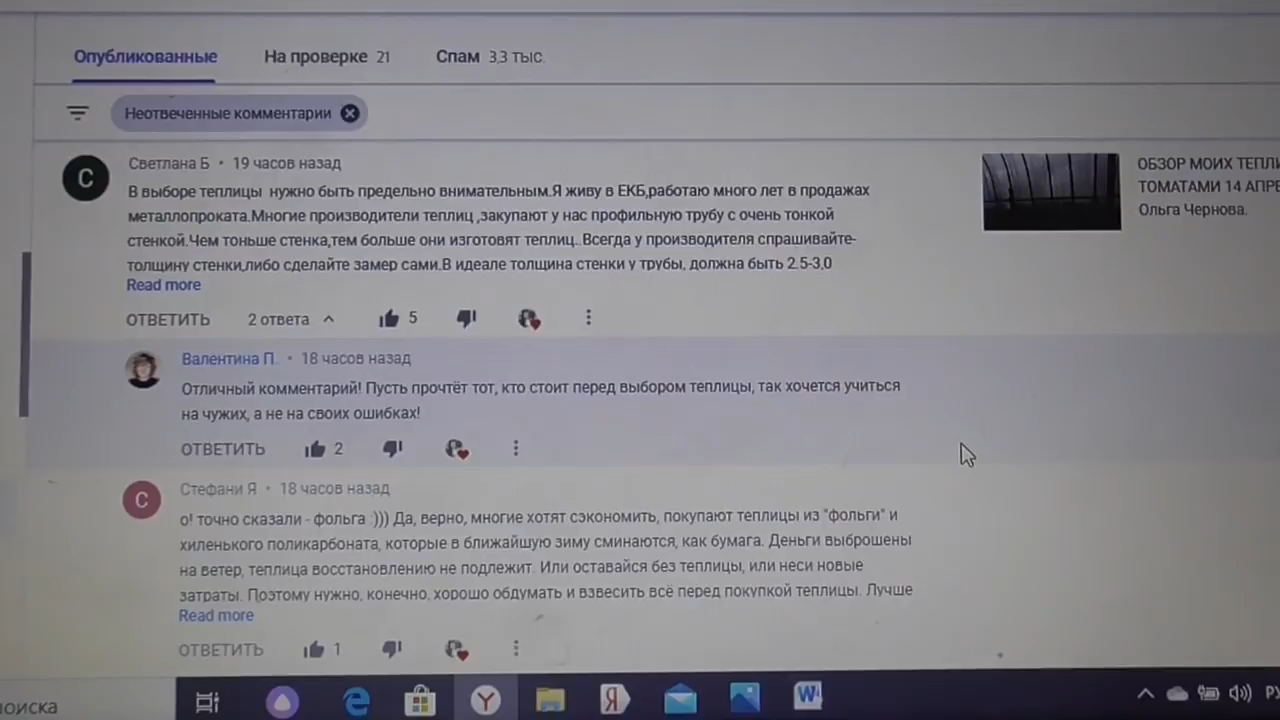 Опубликованные На проверке 21 Спам 3,3 тыс.
Неотвеченные комментарии
С
Светлана Б • 19 часов назад
В выборе теплицы нужно быть предельно внимательным.Я живу в ЕКБ,работаю много лет в продажах
металлопроката.Многие производители теплиц ,закупают у нас профильную трубу с очень тонкой
стенкой.Чем тоньше стенка,тем больше они изготовят теплиц..Всегда у производителя спрашивайте-
толщину стенки,либо сделайте замер сами.В идеале толщина стенки у трубы, должна быть 2.5-3,0
Read more
ОТВЕТИТЬ 2 ответа 5
ОБЗОР МОИХ ТЕПЛИ
ТОМАТАМИ 14 АПРЕ
Ольга Чернова.
Валентина П. • 18 часов назад
Отличный комментарий! Пусть прочтёт тот, кто стоит перед выбором теплицы, так хочется учиться
на чужих, а не на своих ошибках!
ОТВЕТИТЬ 2
С
Стефани Я • 18 часов назад
о! точно сказали - фольга :))) Да, верно, многие хотят сэкономить, покупают теплицы из "фольги" и
хиленького поликарбоната, которые в ближайшую зиму сминаются, как бумага. Деньги выброшены
на ветер, теплица восстановлению не подлежит. Или оставайся без теплицы, или неси новые
затраты. Поэтому нужно, конечно, хорошо обдумать и взвесить всё перед покупкой теплицы. Лучше
Read more
ОТВЕТИТЬ 1
поиска
РУ